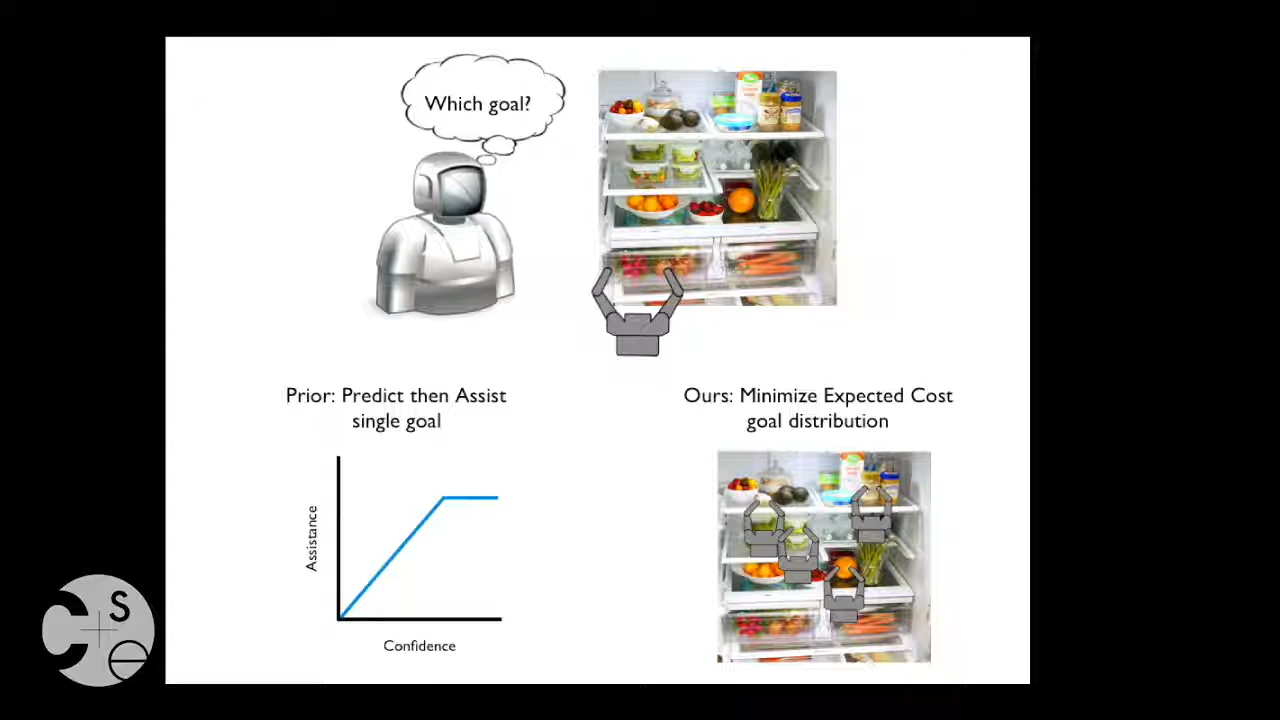 Which goal?
Prior: Predict then Assist
single goal
Ours: Minimize Expected Cost
goal distribution
Assistance
Confidence
C S e